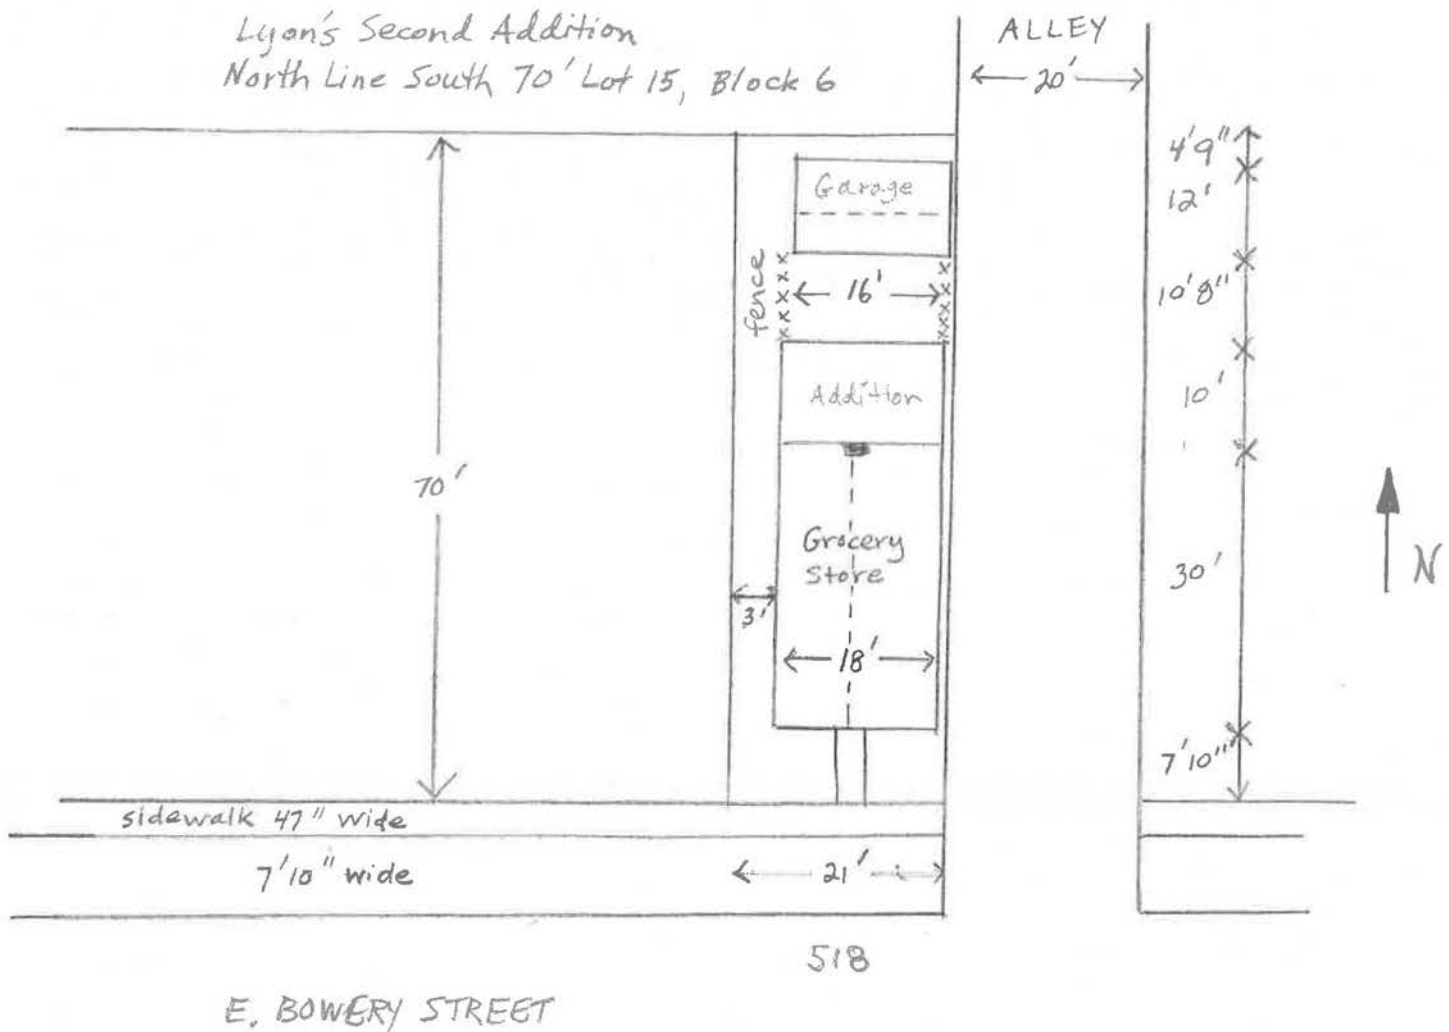 Lyon's Second Addition
North Line South 70' Lot 15, Block 6
ALLEY
20'
4'9"
12'
Garage
fence
16'
10'8"
Addition
10'
70'
Grocery
Store
30'
N
3'
18'
7'10"
sidewalk 47" wide
7'10" wide
21'
518
E. BOWERY STREET